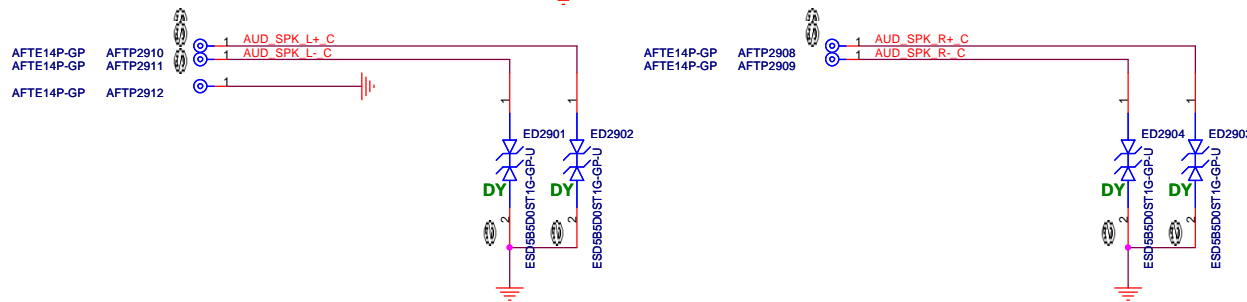 AUD_SPK_L+_C
AFTE14P-GP AFTP2910 1
AUD_SPK_L-_C
AFTE14P-GP AFTP2911 1
AFTE14P-GP AFTP2912 1
1 1
ED2901 ED2902
ESD5B5D0ST1G-GP-U
ESD5B5D0ST1G-GP-U
DY DY
2 2
AUD_SPK_R+_C
AFTE14P-GP AFTP2908 1
AUD_SPK_R-_C
AFTE14P-GP AFTP2909 1
1 1
ED2904 ED2903
ESD5B5D0ST1G-GP-U
ESD5B5D0ST1G-GP-U
DY DY
2 2